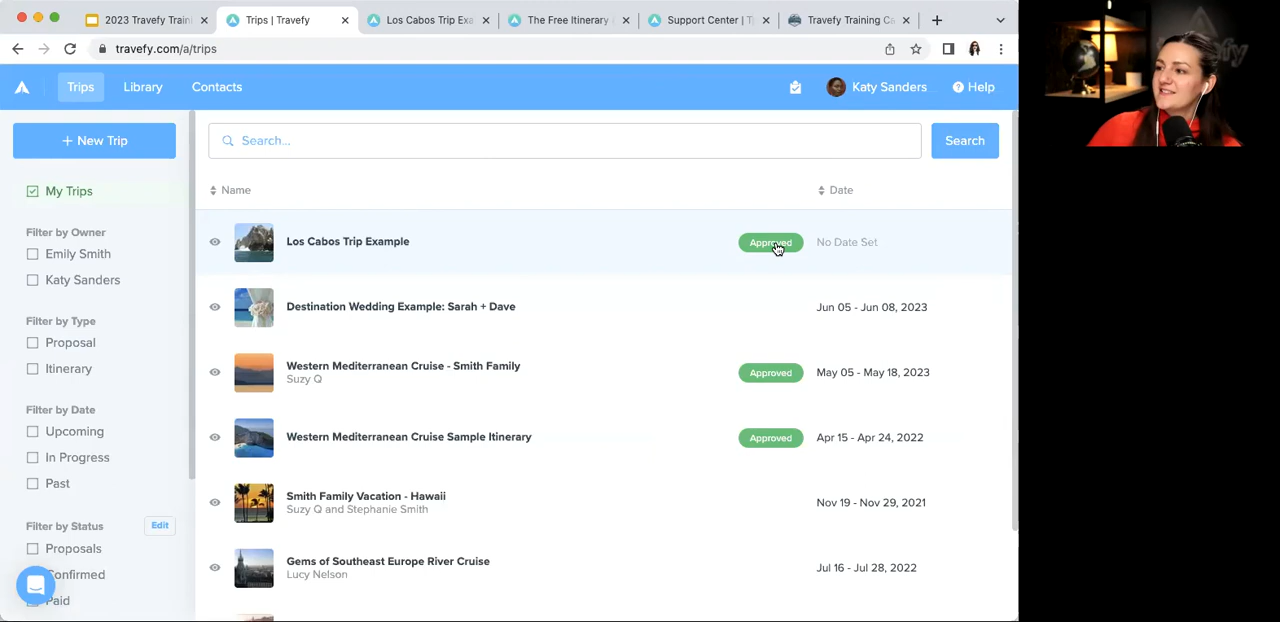 2023 Travefy Traini
Trips | Travefy
Los Cabos Trip Exa
The Free Itinerary
Support Center | T
Travefy Training Ca
travefy.com/a/trips
Trips
Library
Contacts
Katy Sanders
Help
+ New Trip
Search...
Search
My Trips
Name
Date
Filter by Owner
Emily Smith
Katy Sanders
Filter by Type
Proposal
Itinerary
Filter by Date
Upcoming
In Progress
Past
Filter by Status
Edit
Proposals
Confirmed
Paid
Los Cabos Trip Example
Approved
No Date Set
Destination Wedding Example: Sarah + Dave
Jun 05 - Jun 08, 2023
Western Mediterranean Cruise - Smith Family
Suzy Q
Approved
May 05 - May 18, 2023
Western Mediterranean Cruise Sample Itinerary
Approved
Apr 15 - Apr 24, 2022
Smith Family Vacation - Hawaii
Suzy Q and Stephanie Smith
Nov 19 - Nov 29, 2021
Gems of Southeast Europe River Cruise
Lucy Nelson
Jul 16 - Jul 28, 2022